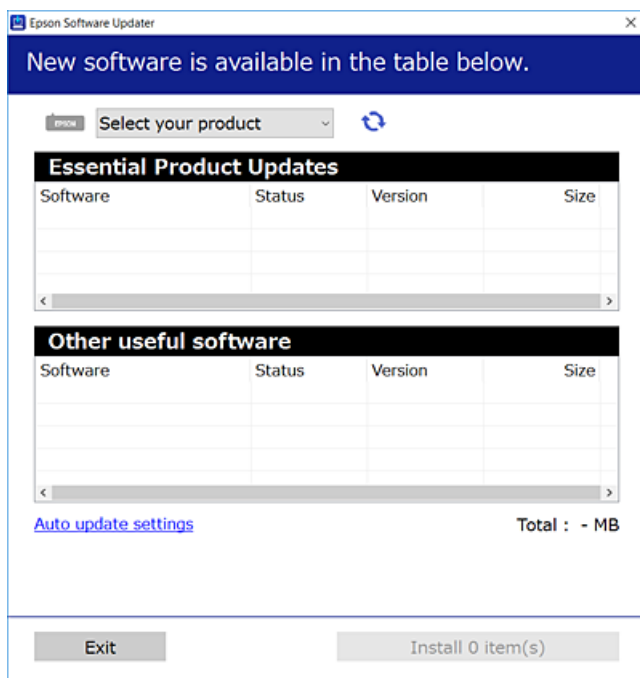 Epson Software Updater
New software is available in the table below.
EPSON Select your product
Essential Product Updates
Software Status Version Size
Other useful software
Software Status Version Size
Auto update settings Total : - MB
Exit Install 0 item(s)